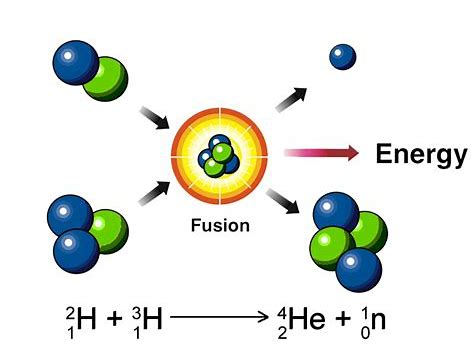 Energy
Fusion
²₁H + ³₁H ⟶ ⁴₂He + ¹₀n